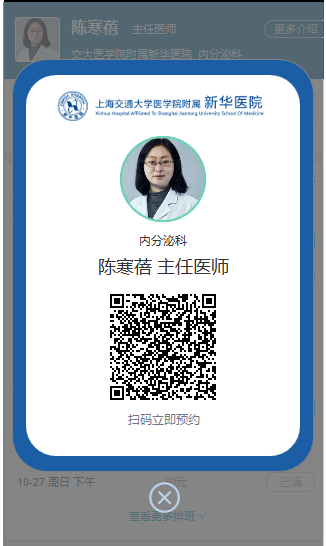 陈寒蓓 主任医师 更多介绍
交大医学院附属新华医院 内分泌科
上海交通大学医学院附属 新华医院
Xinhua Hospital Affiliated To Shanghai Jiaotong University School Of Medicine
内分泌科
陈寒蓓 主任医师
扫码立即预约
10-27 周日 下午 元 已满
查看更多排班